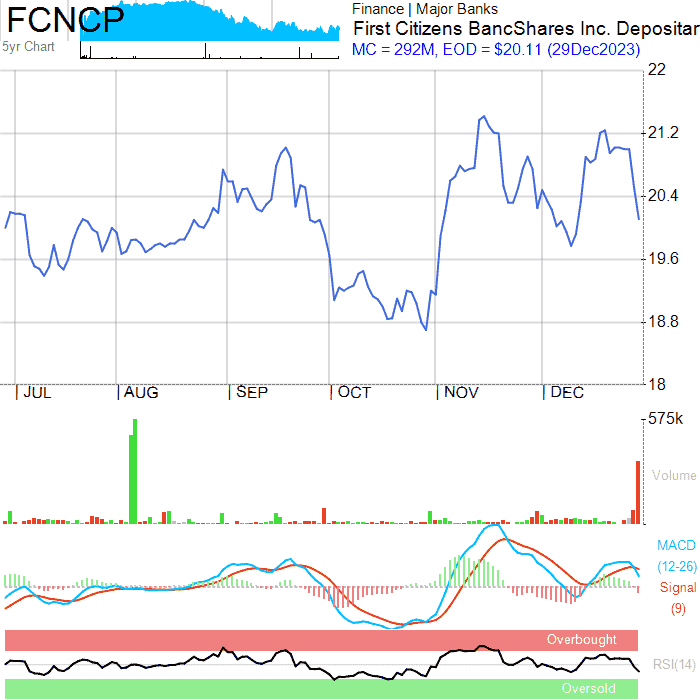 FCNCP
5yr Chart
Finance | Major Banks
First Citizens BancShares Inc. Depositar
MC = 292M, EOD = $20.11 (29Dec2023)
22
21.2
20.4
19.6
18.8
18
JUL AUG SEP OCT NOV DEC
575k
Volume
MACD
(12-26)
Signal
(9)
Overbought
RSI(14)
Oversold